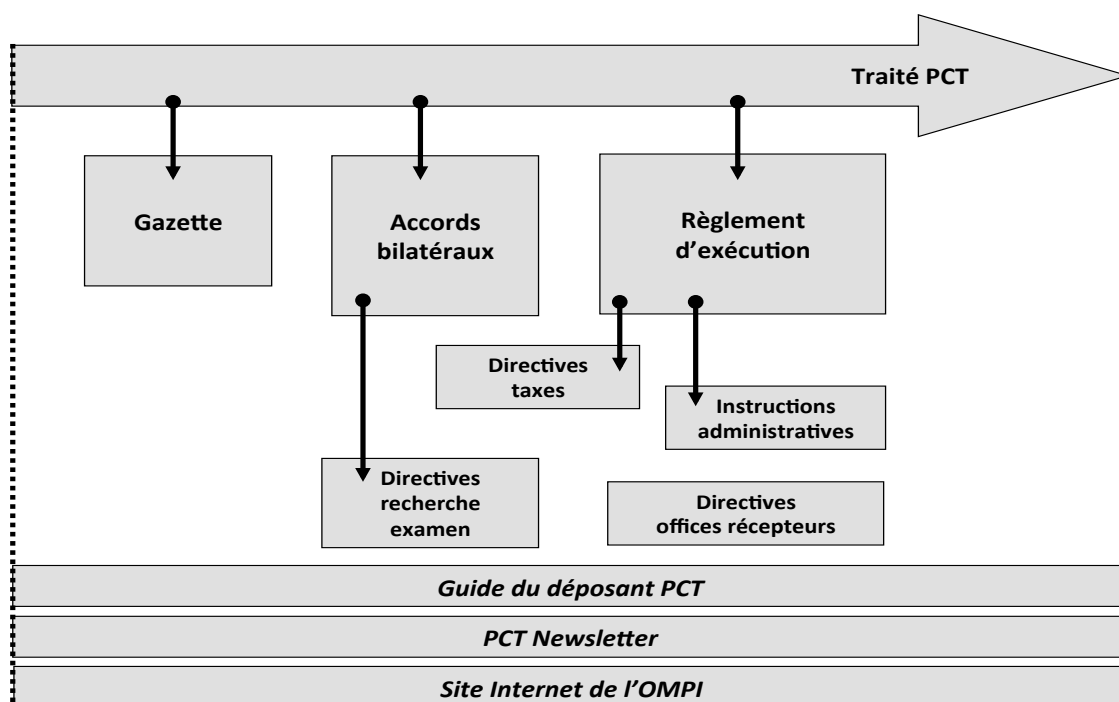 Traité PCT
Gazette
Accords
bilatéraux
Règlement
d’exécution
Directives
taxes
Instructions
administratives
Directives
recherche
examen
Directives
offices récepteurs
Guide du déposant PCT
PCT Newsletter
Site Internet de l’OMPI